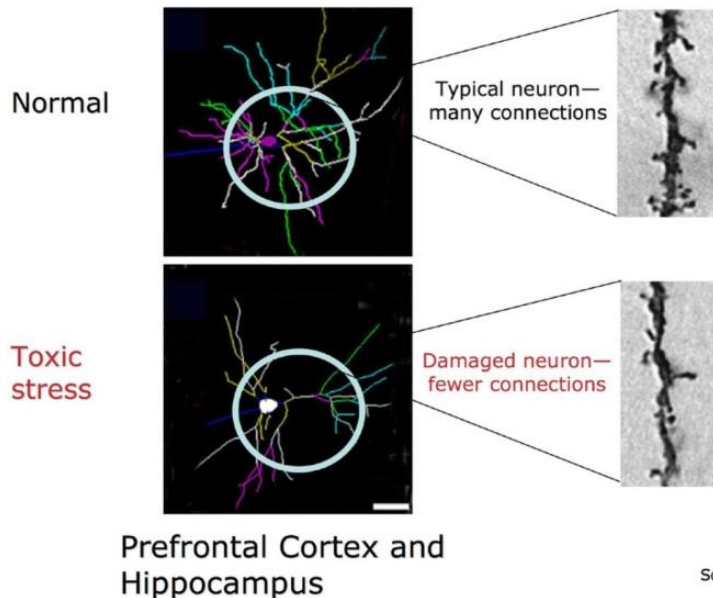 Normal
Typical neuron—
many connections
Toxic
stress
Damaged neuron—
fewer connections
Prefrontal Cortex and
Hippocampus